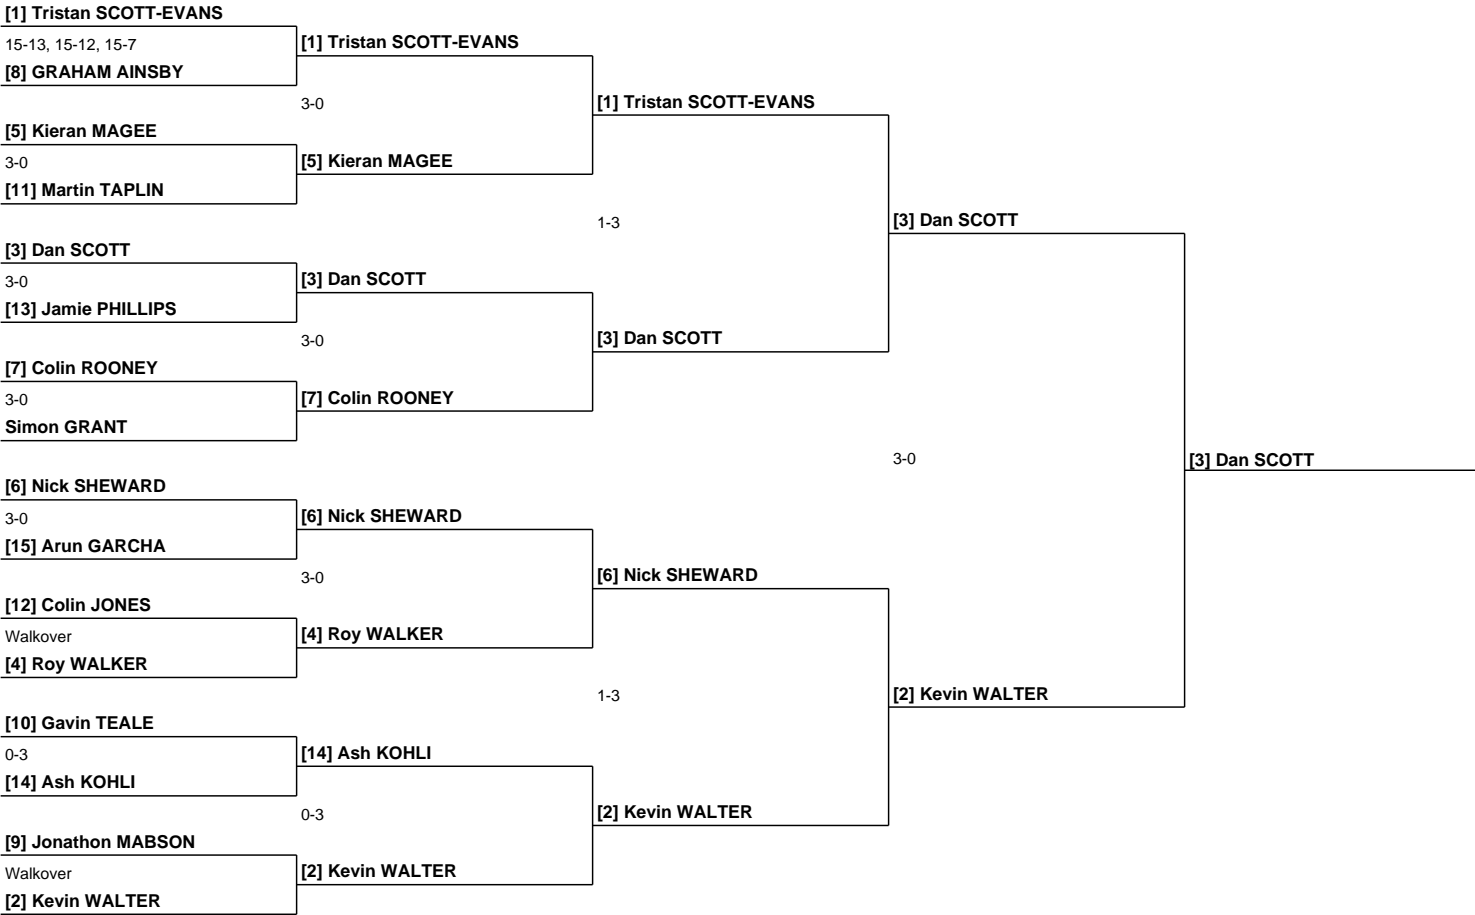 [1] Tristan SCOTT-EVANS
15-13, 15-12, 15-7
[8] GRAHAM AINSBY
[5] Kieran MAGEE
3-0
[11] Martin TAPLIN
[3] Dan SCOTT
3-0
[13] Jamie PHILLIPS
[7] Colin ROONEY
3-0
Simon GRANT
[6] Nick SHEWARD
3-0
[15] Arun GARCHA
[12] Colin JONES
Walkover
[4] Roy WALKER
[10] Gavin TEALE
0-3
[14] Ash KOHLI
[9] Jonathon MABSON
Walkover
[2] Kevin WALTER
[1] Tristan SCOTT-EVANS
3-0
[5] Kieran MAGEE
[3] Dan SCOTT
3-0
[7] Colin ROONEY
[6] Nick SHEWARD
3-0
[4] Roy WALKER
[14] Ash KOHLI
0-3
[2] Kevin WALTER
[1] Tristan SCOTT-EVANS
1-3
[3] Dan SCOTT
[6] Nick SHEWARD
1-3
[2] Kevin WALTER
[3] Dan SCOTT
3-0
[2] Kevin WALTER
[3] Dan SCOTT